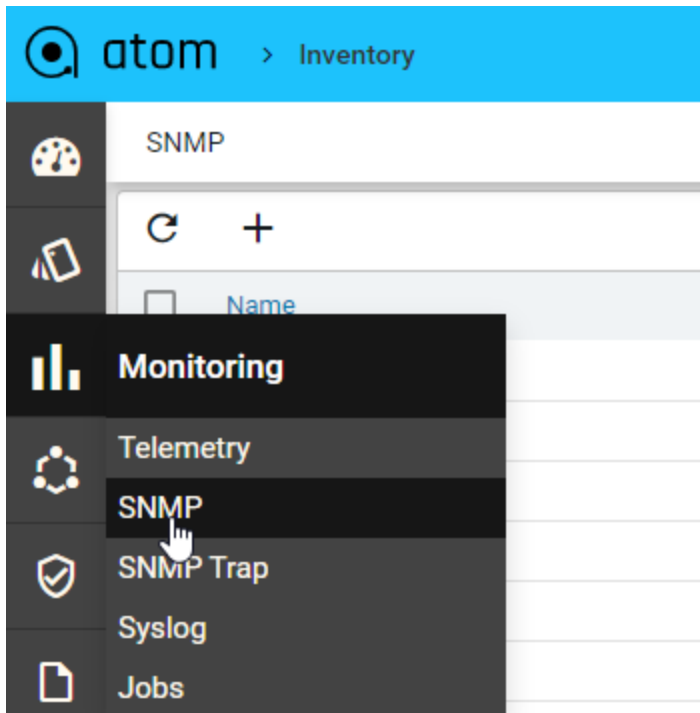 atom > Inventory
SNMP
Name
Monitoring
Telemetry
SNMP
SNMP Trap
Syslog
Jobs